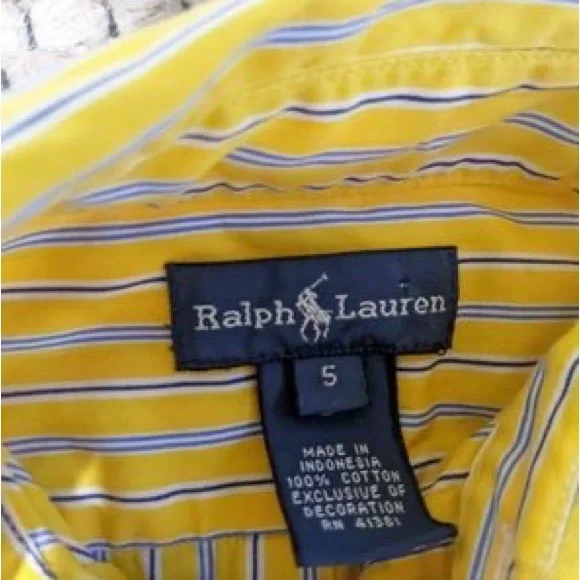 Ralph Lauren
5
MADE IN
INDONESIA
100% COTTON
EXCLUSIVE OF
DECORATION
RN 41381